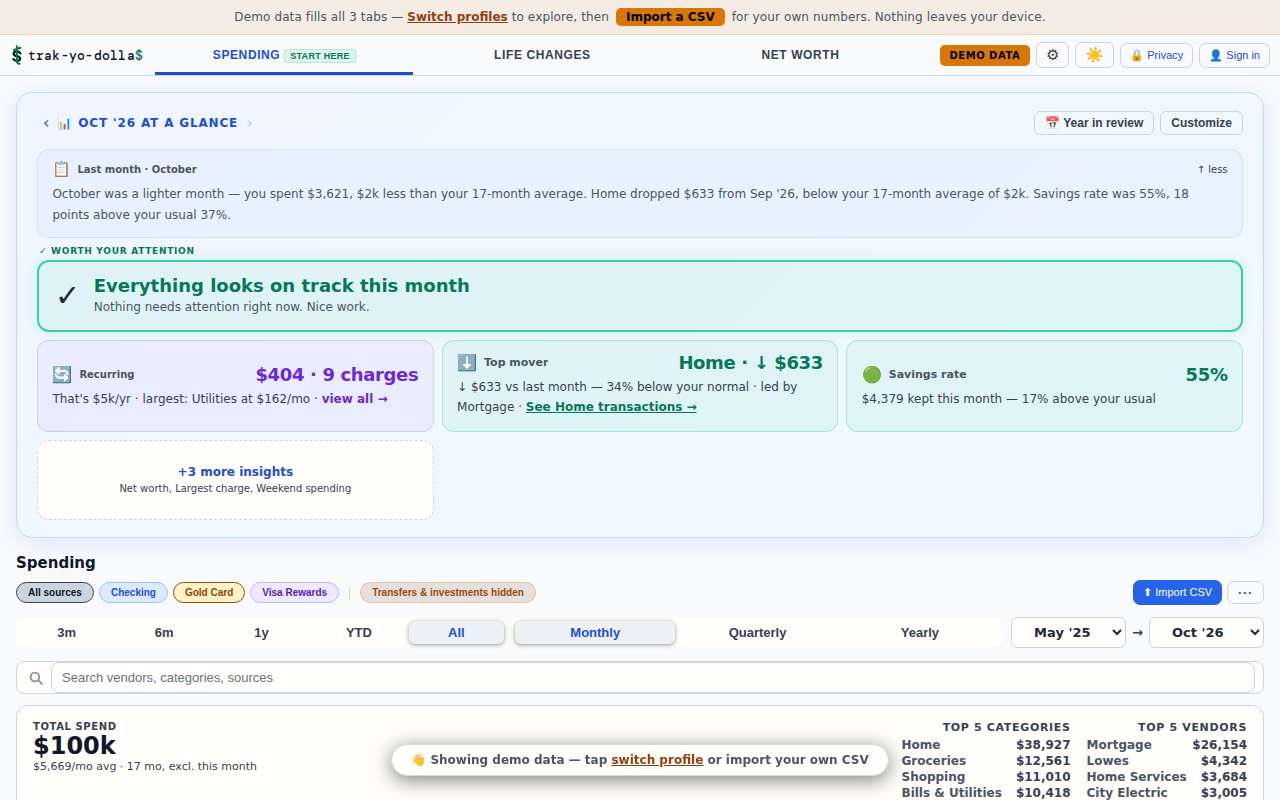 Demo data fills all 3 tabs — Switch profiles to explore, then Import a CSV for your own numbers. Nothing leaves your device.
$ trak-yo-dolla$
SPENDING START HERE
LIFE CHANGES
NET WORTH
DEMO DATA
🔒 Privacy
👤 Sign in
‹ 📊 OCT '26 AT A GLANCE ›
📅 Year in review
Customize
📋 Last month · October
↑ less
October was a lighter month — you spent $3,621, $2k less than your 17-month average. Home dropped $633 from Sep '26, below your 17-month average of $2k. Savings rate was 55%, 18
points above your usual 37%.
✓ WORTH YOUR ATTENTION
✓ Everything looks on track this month
Nothing needs attention right now. Nice work.
🔄 Recurring
$404 · 9 charges
That's $5k/yr · largest: Utilities at $162/mo · view all →
⬇️ Top mover
Home · ↓ $633
↓ $633 vs last month — 34% below your normal · led by
Mortgage · See Home transactions →
🟢 Savings rate
55%
$4,379 kept this month — 17% above your usual
+3 more insights
Net worth, Largest charge, Weekend spending
Spending
All sources
Checking
Gold Card
Visa Rewards
Transfers & investments hidden
⬆ Import CSV
···
3m
6m
1y
YTD
All
Monthly
Quarterly
Yearly
May '25 → Oct '26
Search vendors, categories, sources
TOTAL SPEND
$100k
$5,669/mo avg · 17 mo, excl. this month
👋 Showing demo data — tap switch profile or import your own CSV
TOP 5 CATEGORIES
Home $38,927
Groceries $12,561
Shopping $11,010
Bills & Utilities $10,418
TOP 5 VENDORS
Mortgage $26,154
Lowes $4,342
Home Services $3,684
City Electric $3,005